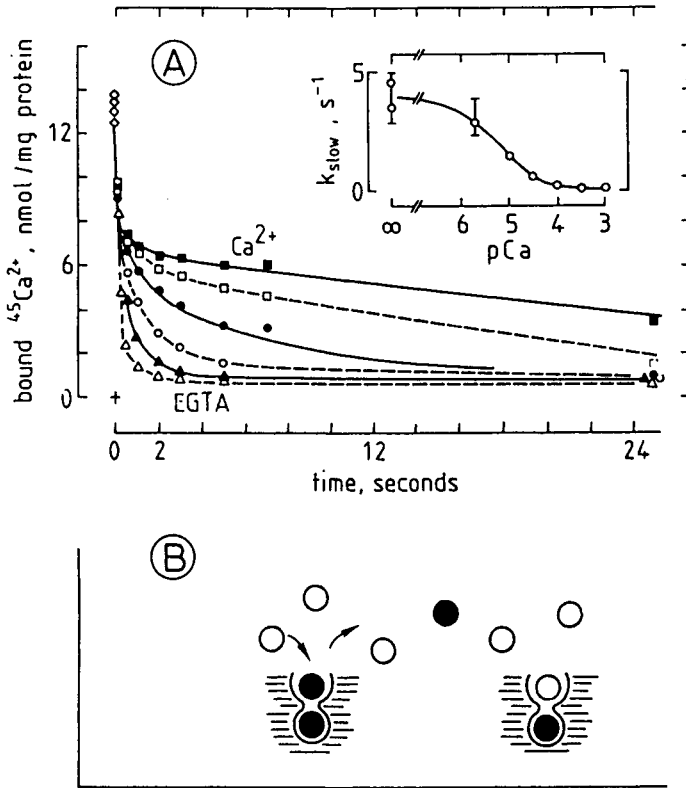 A
bound ⁴⁵Ca²⁺, nmol/mg protein
12
6
0
Ca²⁺
+
EGTA
0 2 12 24
time, seconds
k_slow, s⁻¹
5
0
∞ 6 5 4 3
pCa
B